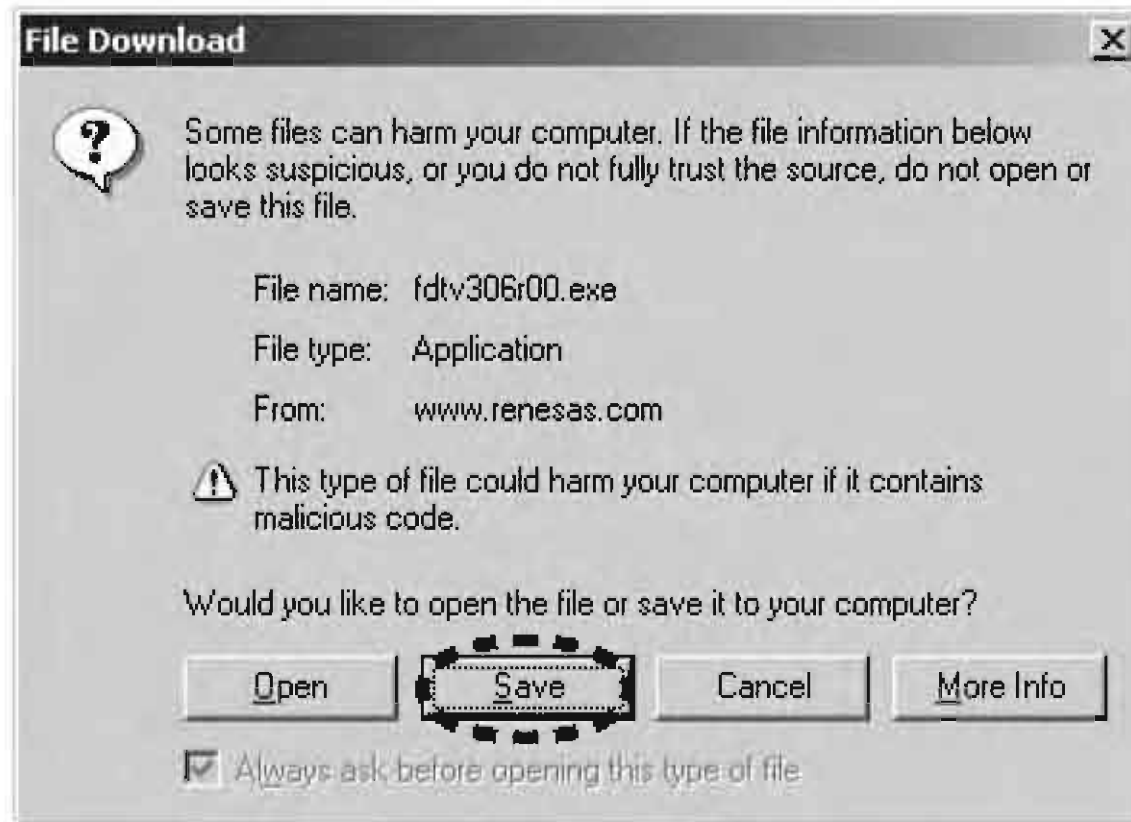 File Download
Some files can harm your computer. If the file information below
looks suspicious, or you do not fully trust the source, do not open or
save this file.
File name: fdtv306r00.exe
File type: Application
From: www.renesas.com
This type of file could harm your computer if it contains
malicious code.
Would you like to open the file or save it to your computer?
Open Save Cancel More Info
Always ask before opening this type of file